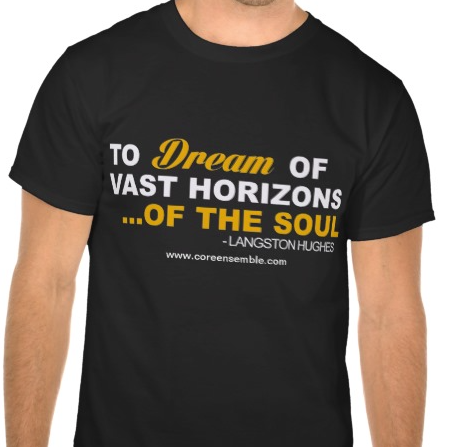 TO Dream OF
VAST HORIZONS
...OF THE SOUL
- LANGSTON HUGHES
www.coreensemble.com